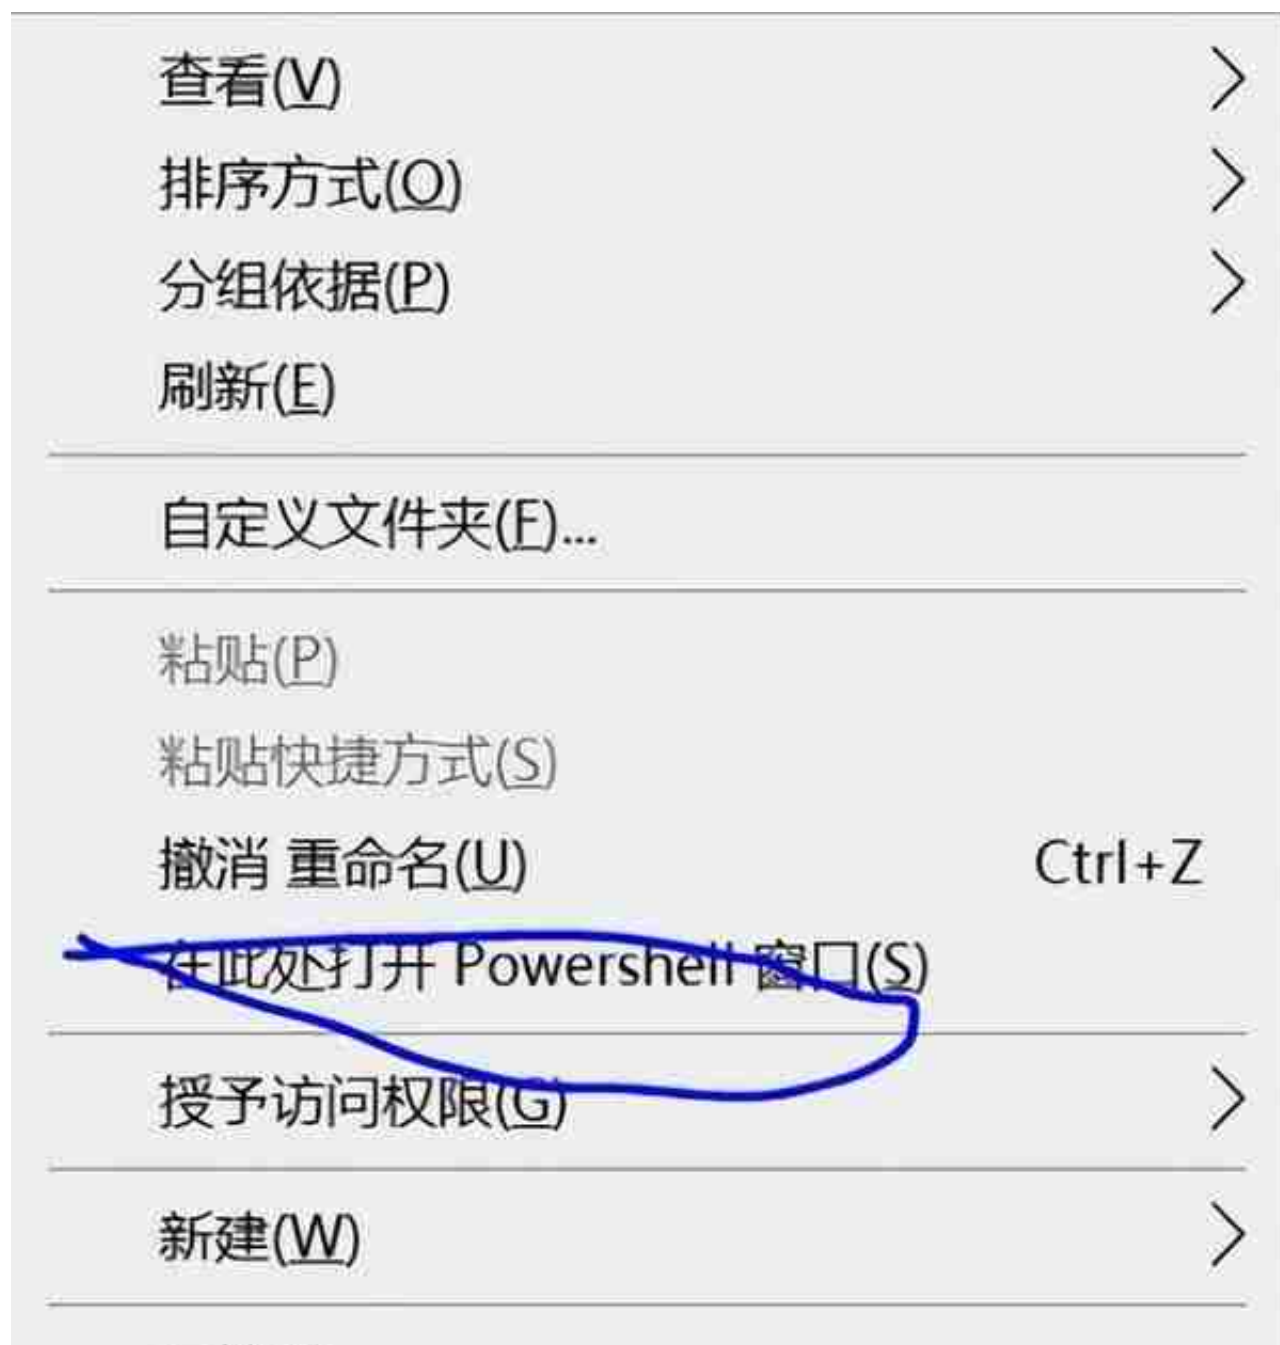 查看(V)
排序方式(O)
分组依据(P)
刷新(E)
自定义文件夹(F)...
粘贴(P)
粘贴快捷方式(S)
撤消 重命名(U) Ctrl+Z
在此处打开 Powershell 窗口(S)
授予访问权限(G)
新建(W)